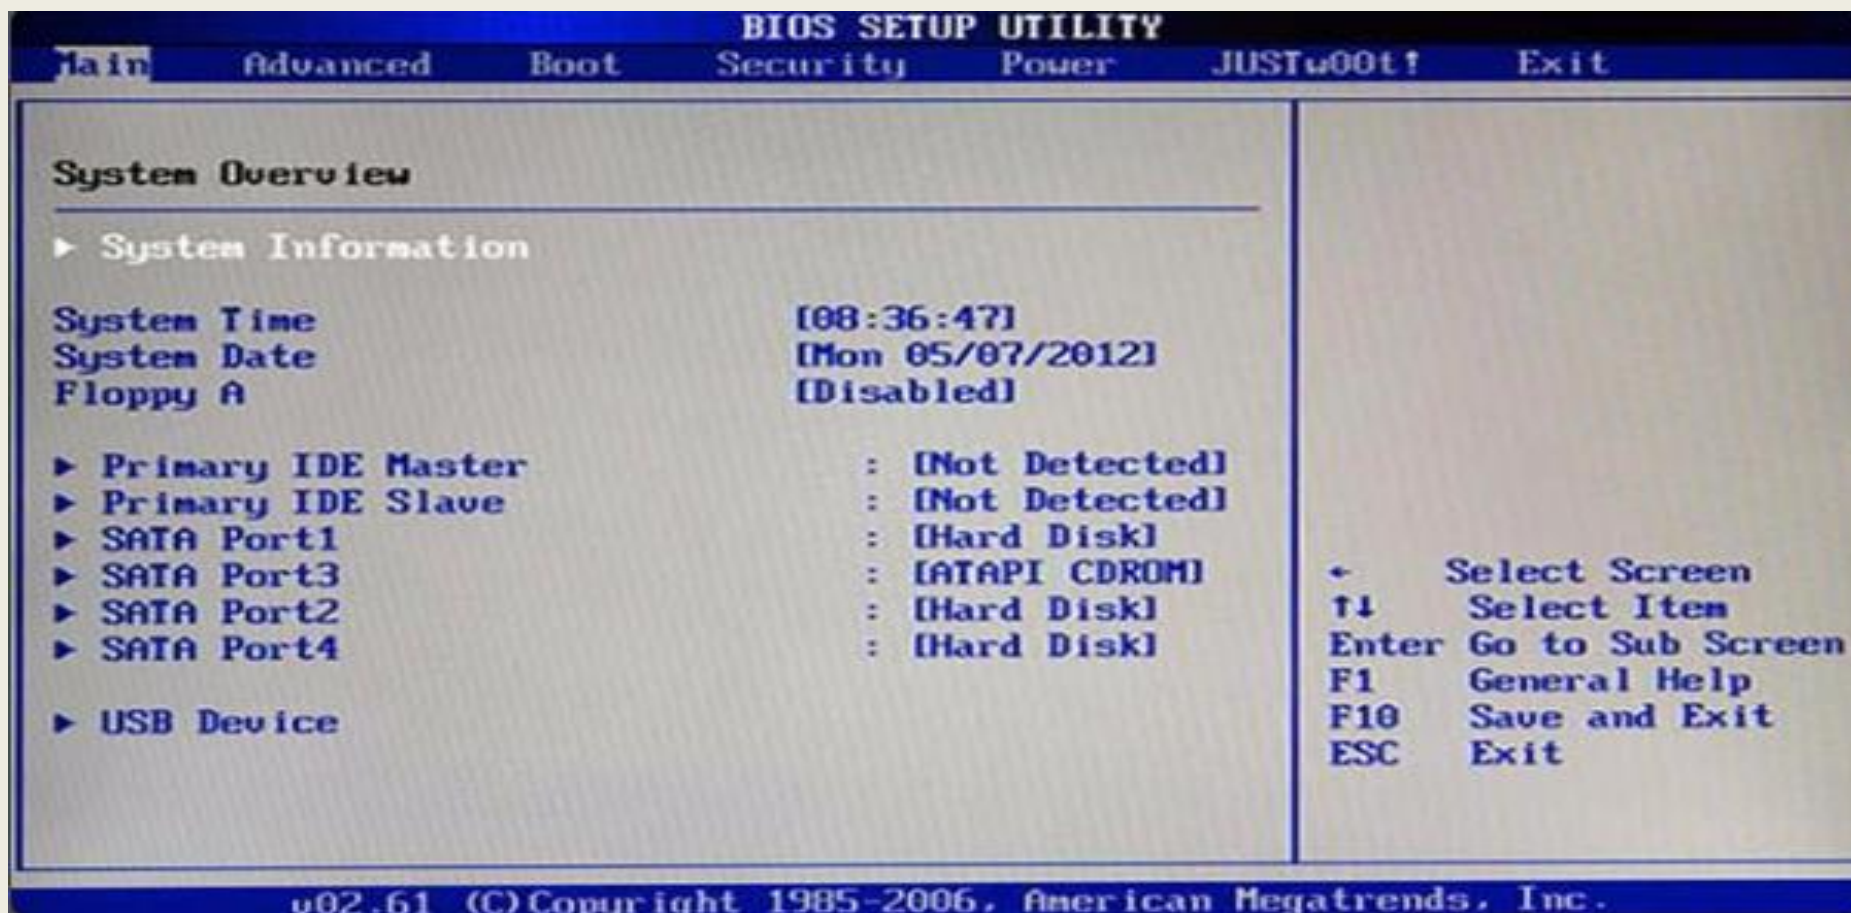 BIOS SETUP UTILITY
Main Advanced Boot Security Power JUSTw00t! Exit
System Overview
► System Information
System Time [08:36:47]
System Date [Mon 05/07/2012]
Floppy A [Disabled]
► Primary IDE Master : [Not Detected]
► Primary IDE Slave : [Not Detected]
► SATA Port1 : [Hard Disk]
► SATA Port3 : [ATAPI CDROM]
► SATA Port2 : [Hard Disk]
► SATA Port4 : [Hard Disk]
► USB Device
← Select Screen
↑↓ Select Item
Enter Go to Sub Screen
F1 General Help
F10 Save and Exit
ESC Exit
v02.61 (C)Copyright 1985-2006, American Megatrends, Inc.